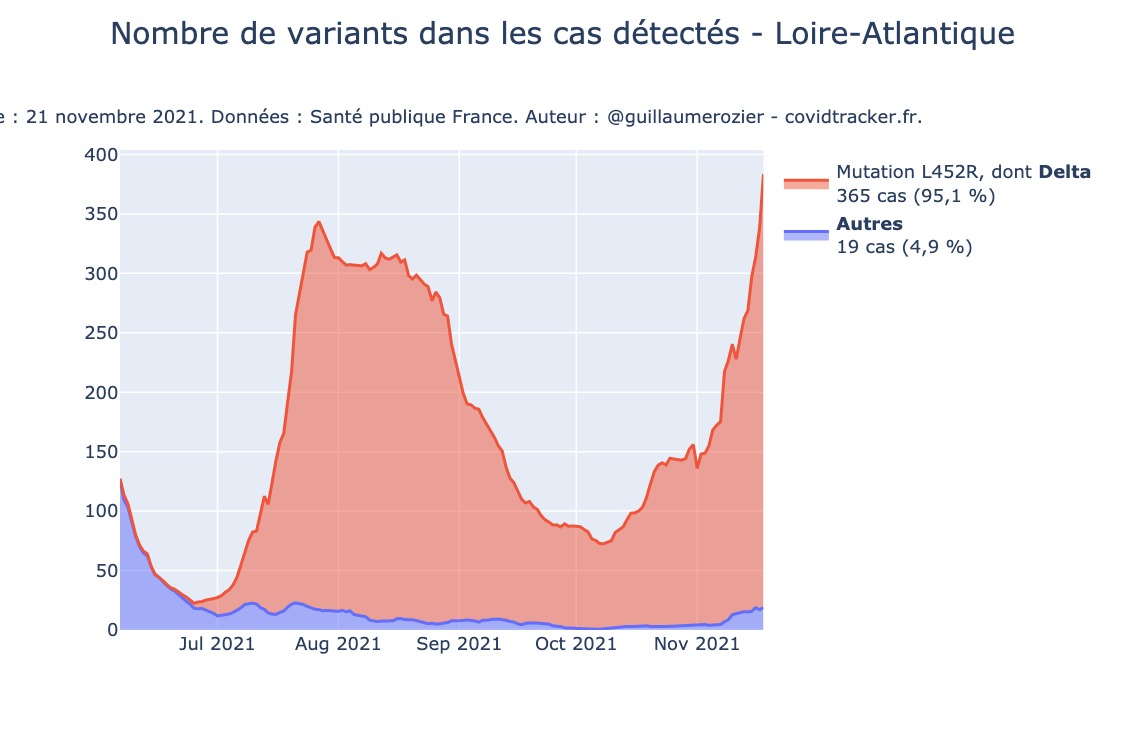 Nombre de variants dans les cas détectés - Loire-Atlantique
: 21 novembre 2021. Données : Santé publique France. Auteur : @guillaumerozier - covidtracker.fr.
400
350
300
250
200
150
100
50
0
Jul 2021 Aug 2021 Sep 2021 Oct 2021 Nov 2021
Mutation L452R, dont Delta
365 cas (95,1 %)
Autres
19 cas (4,9 %)